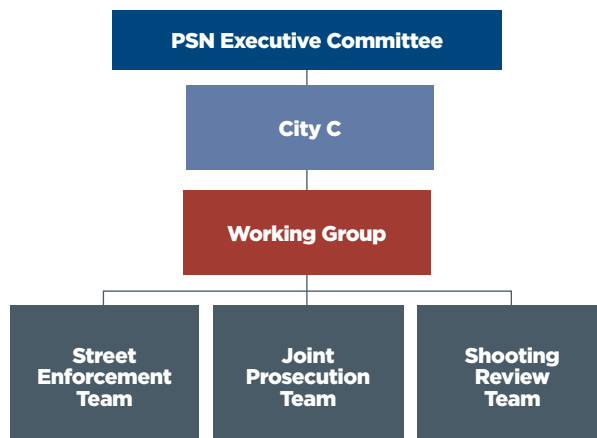 PSN Executive Committee
City C
Working Group
Street
Enforcement
Team
Joint
Prosecution
Team
Shooting
Review
Team